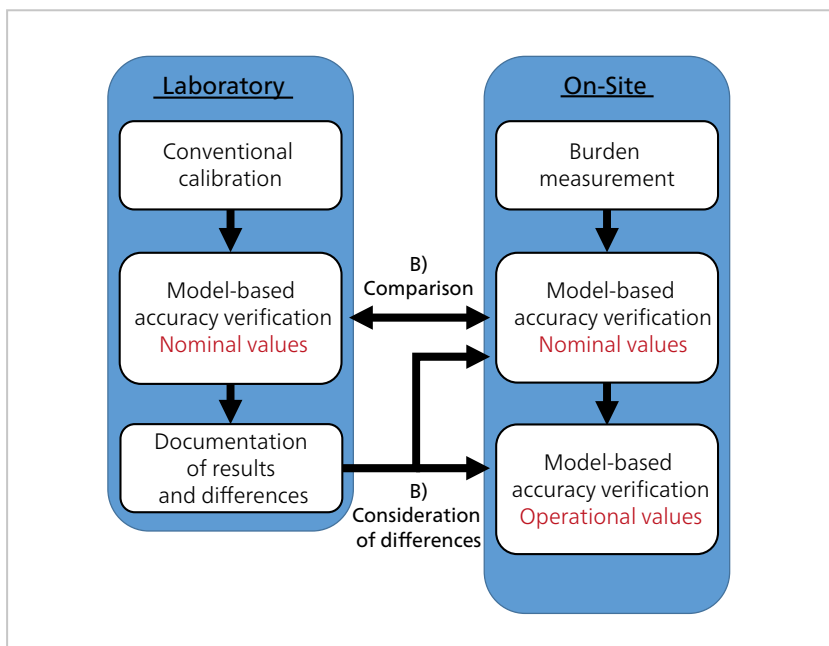 Laboratory
Conventional
calibration
Model-based
accuracy verification
Nominal values
Documentation
of results
and differences
B)
Comparison
B)
Consideration
of differences
On-Site
Burden
measurement
Model-based
accuracy verification
Nominal values
Model-based
accuracy verification
Operational values